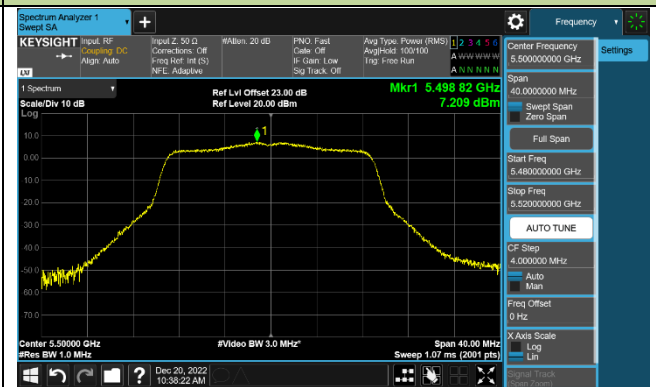 Spectrum Analyzer 1
Swept SA
+
Frequency
KEYSIGHT
Input: RF
Coupling: DC
Align: Auto
Input Z: 50 Ω
Corrections: Off
Freq Ref: Int (S)
NFE: Adaptive
#Atten: 20 dB
PNO: Fast
Gate: Off
IF Gain: Low
Sig Track: Off
Avg Type: Power (RMS)
Avg|Hold: 100/100
Trig: Free Run
1 2 3 4 5 6
A W W W W W
A N N N N N
LXI
1 Spectrum
Scale/Div 10 dB
Log
Ref Lvl Offset 23.00 dB
Ref Level 20.00 dBm
Mkr1 5.498 82 GHz
7.209 dBm
1
10.0
0.00
10.0
20.0
30.0
40.0
-50.0
60.0
70.0
Center 5.50000 GHz
#Res BW 1.0 MHz
#Video BW 3.0 MHz*
Span 40.00 MHz
Sweep 1.07 ms (2001 pts)
Center Frequency
5.500000000 GHz
Span
40.0000000 MHz
Swept Span
Zero Span
Full Span
Start Freq
5.480000000 GHz
Stop Freq
5.520000000 GHz
AUTO TUNE
CF Step
4.000000 MHz
Auto
Man
Freq Offset
0 Hz
X Axis Scale
Log
Lin
Signal Track
(Span Zoom)
Settings
?
Dec 20, 2022
10:38:22 AM